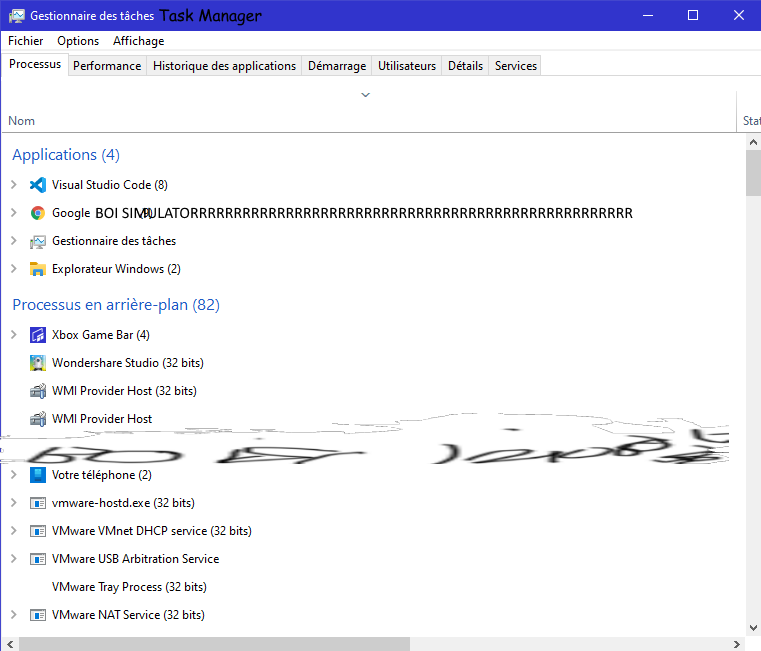 Gestionnaire des tâches Task Manager
Fichier Options Affichage
Processus Performance Historique des applications Démarrage Utilisateurs Détails Services
Nom Stat
Applications (4)
Visual Studio Code (8)
Google BOI SIMULATORRRRRRRRRRRRRRRRRRRRRRRRRRRRRRRRRRRRRRRRRRRRRRRRRRR
Gestionnaire des tâches
Explorateur Windows (2)
Processus en arrière-plan (82)
Xbox Game Bar (4)
Wondershare Studio (32 bits)
WMI Provider Host (32 bits)
WMI Provider Host
Votre téléphone (2)
vmware-hostd.exe (32 bits)
VMware VMnet DHCP service (32 bits)
VMware USB Arbitration Service
VMware Tray Process (32 bits)
VMware NAT Service (32 bits)